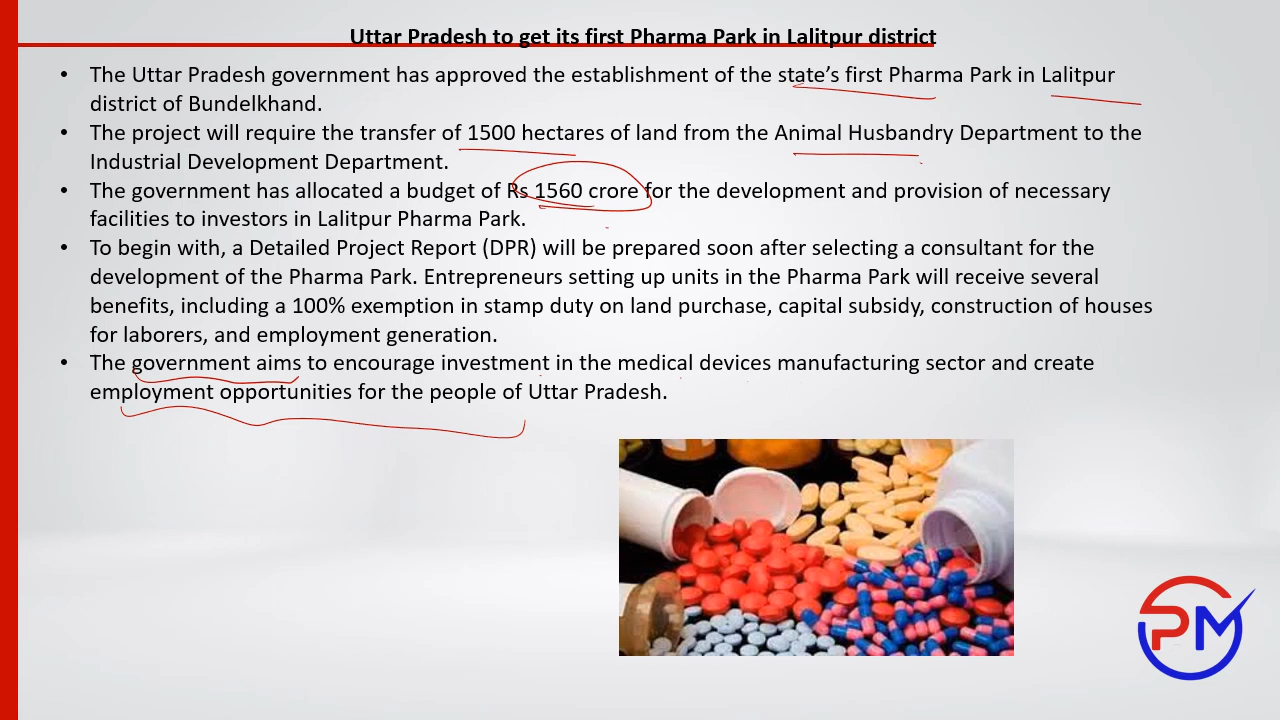 Uttar Pradesh to get its first Pharma Park in Lalitpur district
• The Uttar Pradesh government has approved the establishment of the state’s first Pharma Park in Lalitpur
district of Bundelkhand.
• The project will require the transfer of 1500 hectares of land from the Animal Husbandry Department to the
Industrial Development Department.
• The government has allocated a budget of Rs 1560 crore for the development and provision of necessary
facilities to investors in Lalitpur Pharma Park.
• To begin with, a Detailed Project Report (DPR) will be prepared soon after selecting a consultant for the
development of the Pharma Park. Entrepreneurs setting up units in the Pharma Park will receive several
benefits, including a 100% exemption in stamp duty on land purchase, capital subsidy, construction of houses
for laborers, and employment generation.
• The government aims to encourage investment in the medical devices manufacturing sector and create
employment opportunities for the people of Uttar Pradesh.
PM